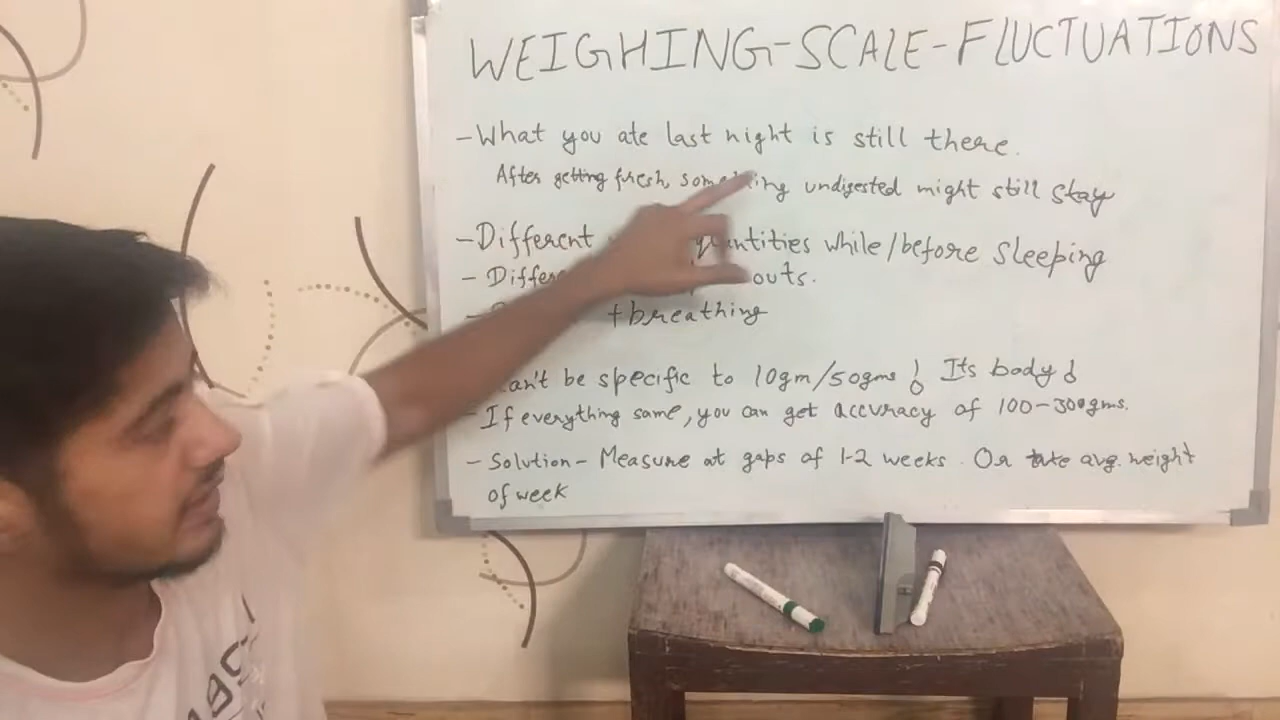 WEIGHING-SCALE-FLUCTUATIONS
- What you ate last night is still there.
After getting fresh, something undigested might still stay
- Different quantities while/before sleeping
- outs.
- + breathing
can't be specific to 10gm/50gms! Its body!
- If everything same, you can get accuracy of 100-300gms.
- Solution - Measure at gaps of 1-2 weeks. Or take avg. weight
of week